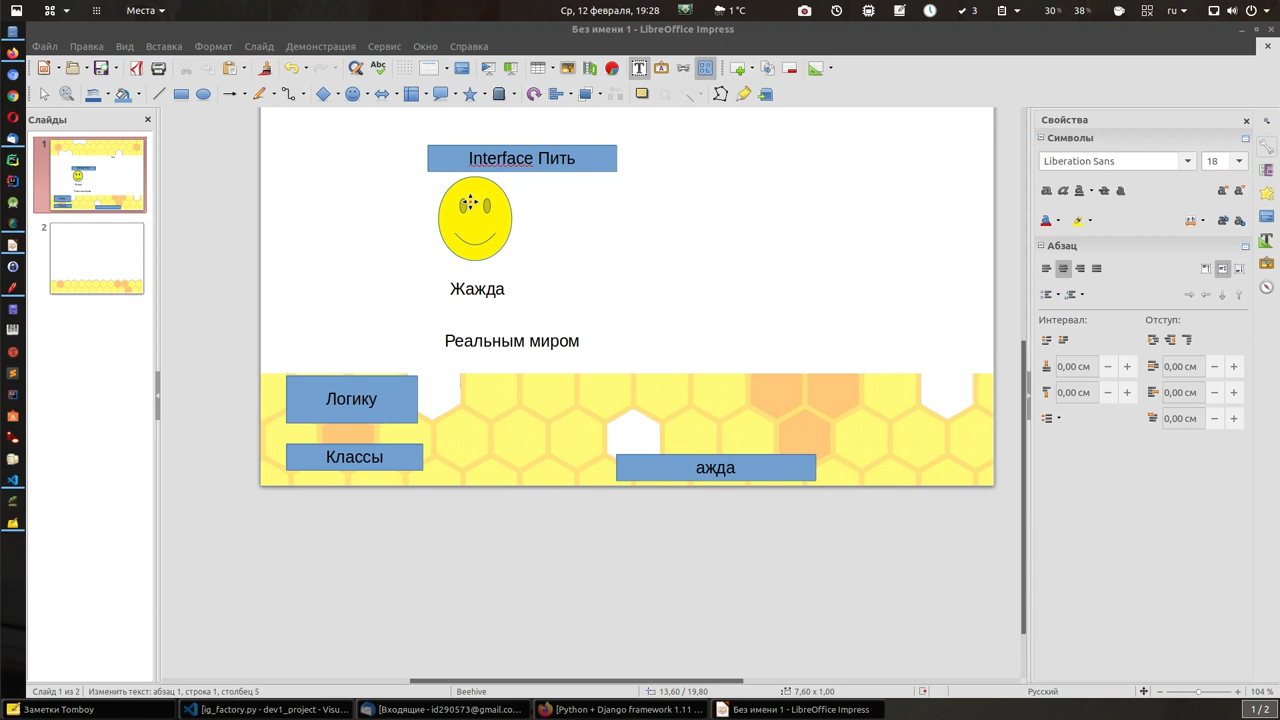 Места
Ср, 12 февраля, 19:28
1°C
3
30%
38%
ru
Без имени 1 - LibreOffice Impress
Файл Правка Вид Вставка Формат Слайд Демонстрация Сервис Окно Справка
Слайды
Свойства
Символы
Liberation Sans
18
Абзац
Интервал:
Отступ:
0,00 см
0,00 см
0,00 см
0,00 см
0,00 см
1
2
Interface Пить
Жажда
Реальным миром
Логику
Классы
ажда
Слайд 1 из 2
Изменить текст: абзац 1, строка 1, столбец 5
Beehive
13,60 / 19,80
7,60 x 1,00
Русский
104 %
Заметки Tomboy
[ig_factory.py - dev1_project - Visu...
[Входящие - id290573@gmail.co...
[Python + Django framework 1.11 ...
Без имени 1 - LibreOffice Impress
1 / 2